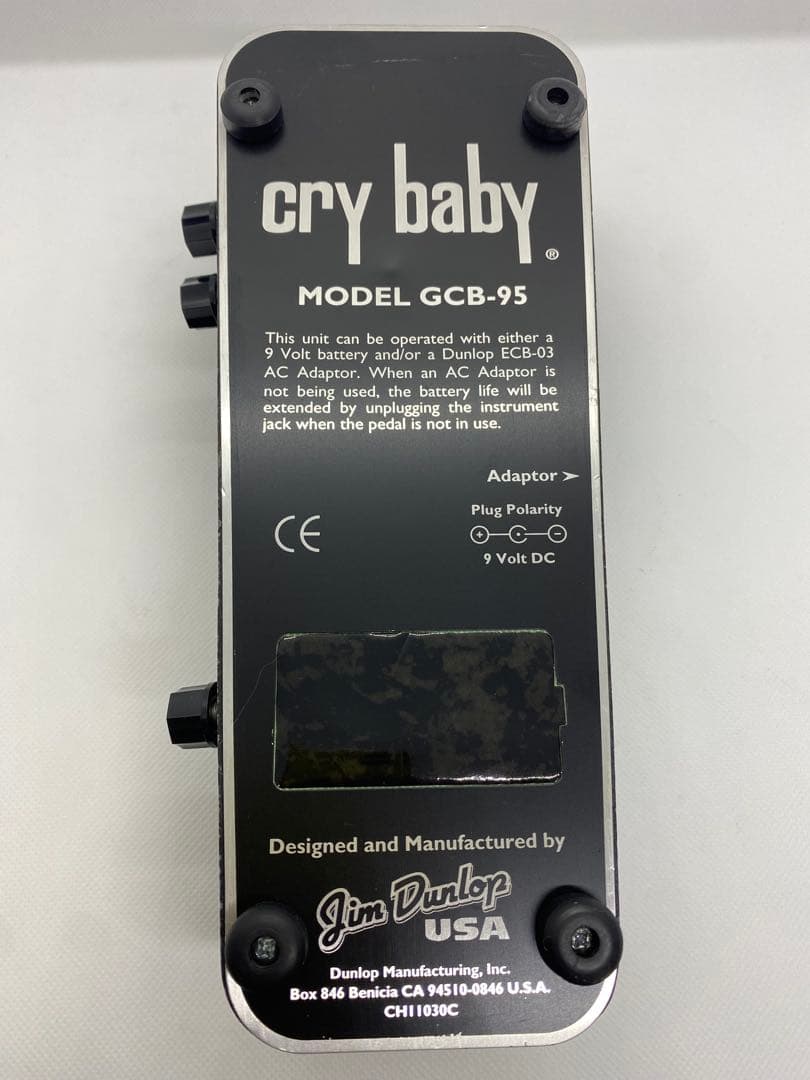 cry baby ®
MODEL GCB-95
This unit can be operated with either a
9 Volt battery and/or a Dunlop ECB-03
AC Adaptor. When an AC Adaptor is
not being used, the battery life will be
extended by unplugging the instrument
jack when the pedal is not in use.
Adaptor ➤
Plug Polarity
CE
9 Volt DC
Designed and Manufactured by
Jim Dunlop
USA
Dunlop Manufacturing, Inc.
Box 846 Benicia CA 94510-0846 U.S.A.
CH11030C